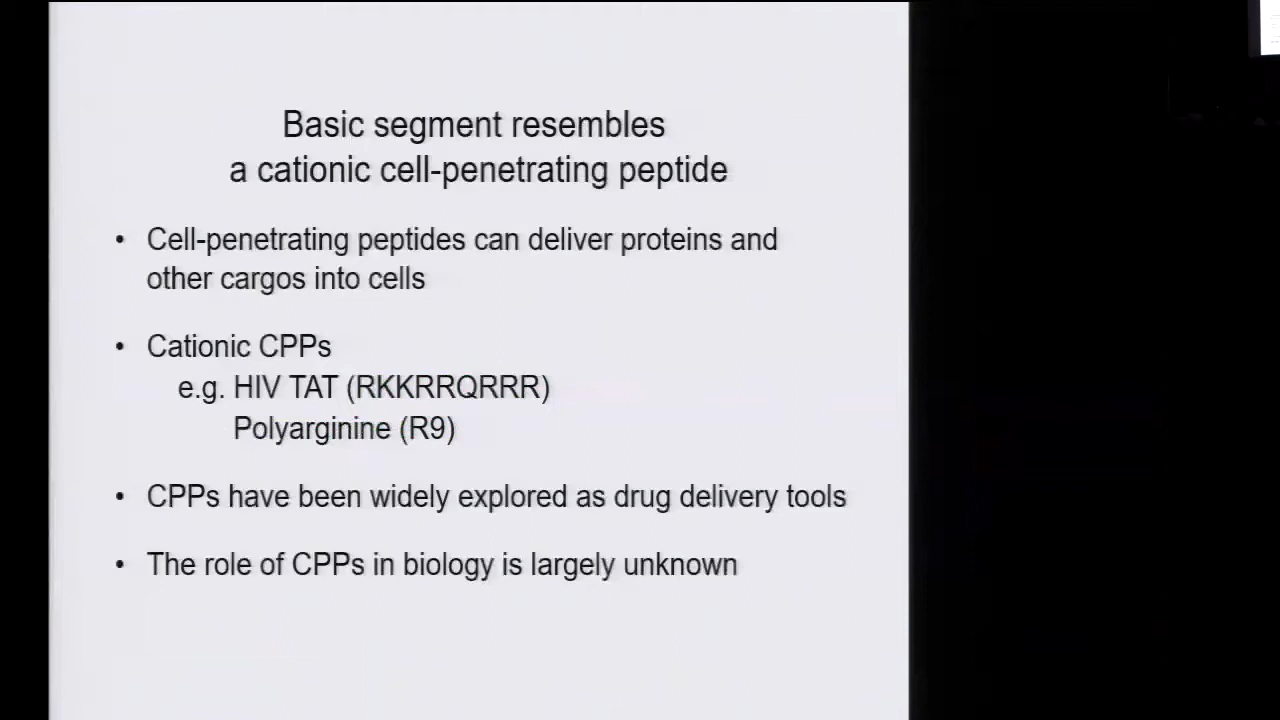 Basic segment resembles
a cationic cell-penetrating peptide
• Cell-penetrating peptides can deliver proteins and
other cargos into cells
• Cationic CPPs
e.g. HIV TAT (RKKRRQRRR)
Polyarginine (R9)
• CPPs have been widely explored as drug delivery tools
• The role of CPPs in biology is largely unknown